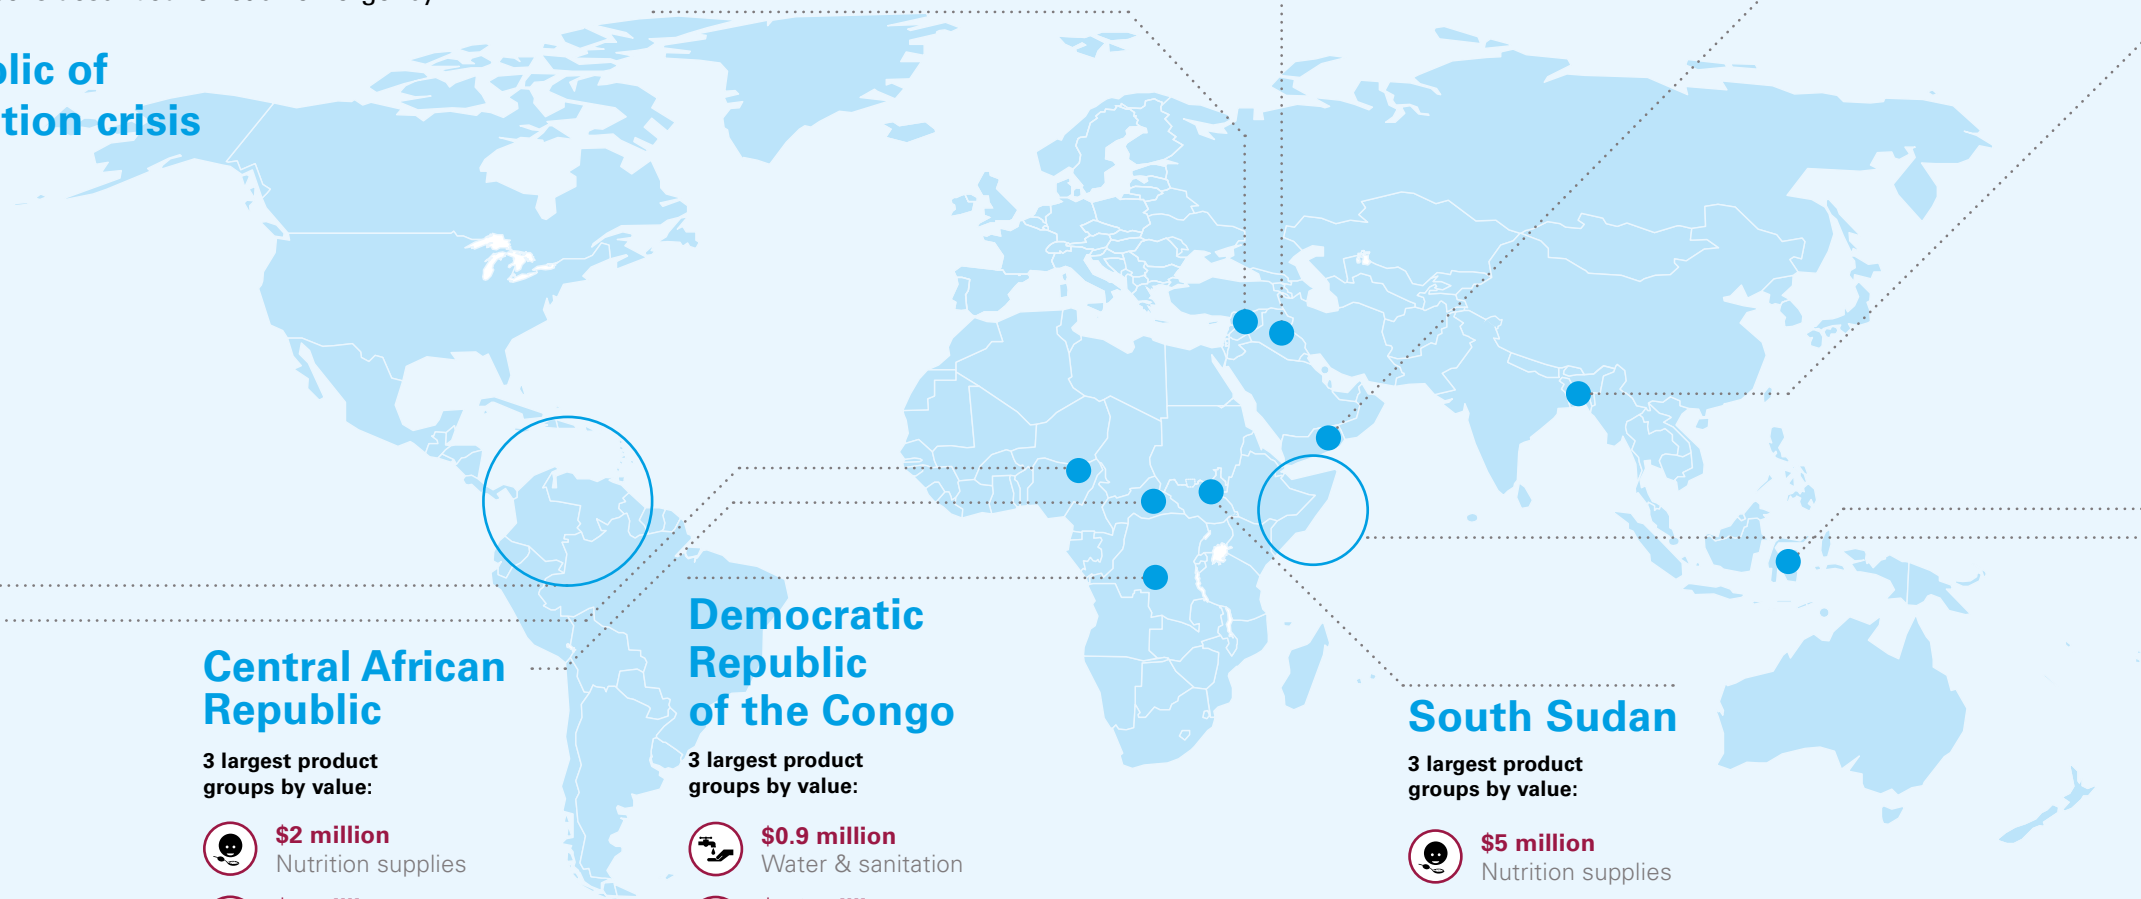 blic of
tion crisis
Central African
Republic
3 largest product
groups by value:
$2 million
Nutrition supplies
Democratic
Republic
of the Congo
3 largest product
groups by value:
$0.9 million
Water & sanitation
South Sudan
3 largest product
groups by value:
$5 million
Nutrition supplies